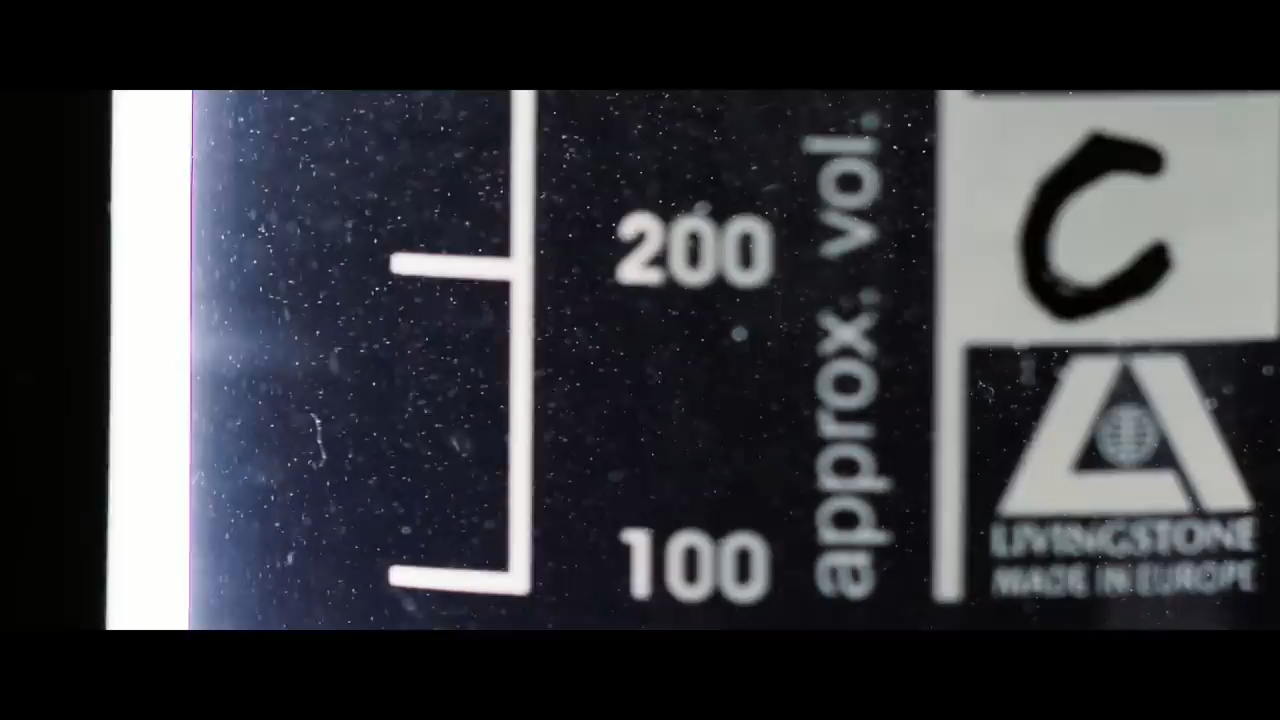 200
100
approx. vol.
C
LIVINGSTONE
MADE IN EUROPE